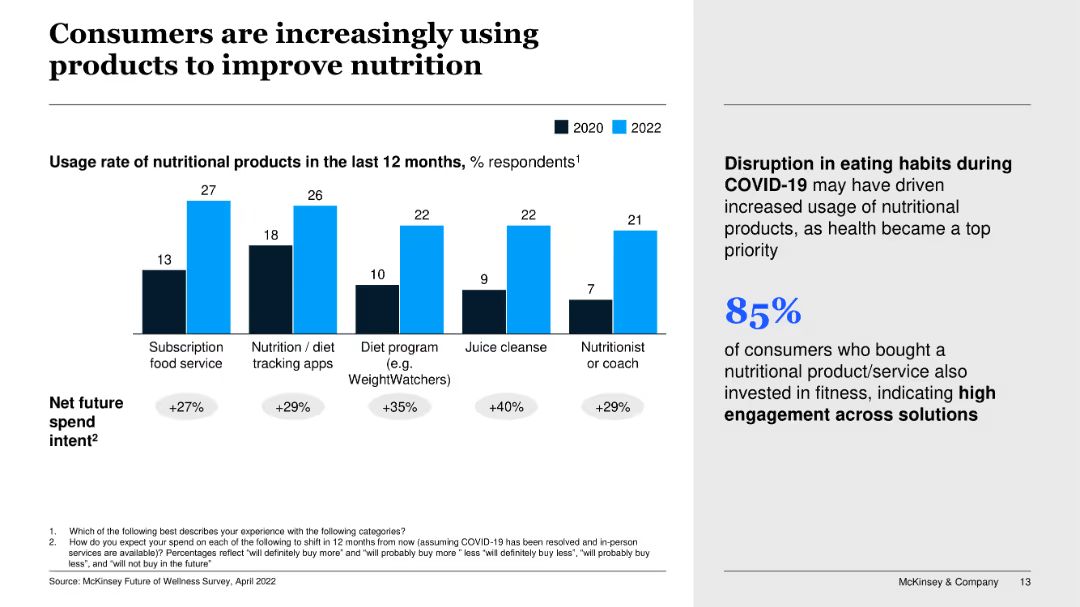 Consumers are increasingly using
products to improve nutrition
2020 2022
Usage rate of nutritional products in the last 12 months, % respondents1
13 27 18 26 10 22 9 22 7 21
Subscription
food service
Nutrition / diet
tracking apps
Diet program
(e.g.
WeightWatchers)
Juice cleanse
Nutritionist
or coach
Net future
spend
intent2
+27% +29% +35% +40% +29%
Disruption in eating habits during
COVID-19 may have driven
increased usage of nutritional
products, as health became a top
priority
85%
of consumers who bought a
nutritional product/service also
invested in fitness, indicating high
engagement across solutions
1. Which of the following best describes your experience with the following categories?
2. How do you expect your spend on each of the following to shift in 12 months from now (assuming COVID-19 has been resolved and in-person
services are available)? Percentages reflect “will definitely buy more” and “will probably buy more ” less “will definitely buy less”, “will probably buy
less”, and “will not buy in the future”
Source: McKinsey Future of Wellness Survey, April 2022
McKinsey & Company 13